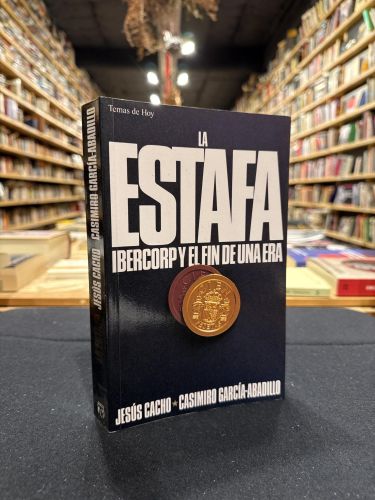 Temas de Hoy
LA
ESTAFA
IBERCORP Y EL FIN DE UNA ERA
JESÚS CACHO ★ CASIMIRO GARCÍA-ABADILLO
JESÚS CACHO CASIMIRO GARCÍA-ABADILLO